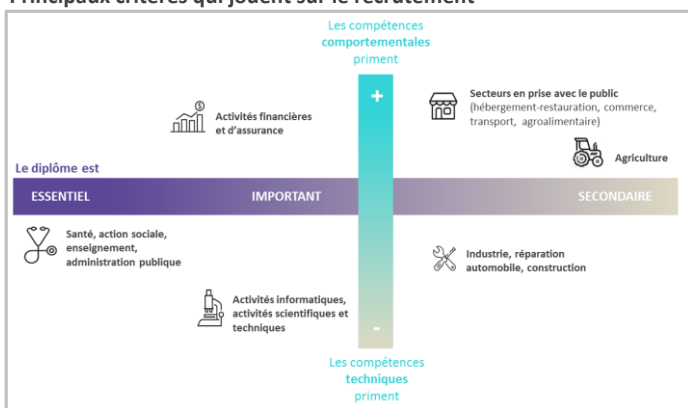 Principaux critères qui jouent sur le recrutement
Les compétences
comportementales
priment
+
Secteurs en prise avec le public
(hébergement-restauration, commerce,
transport, agroalimentaire)
$
Activités financières
et d'assurance
Agriculture
Le diplôme est
ESSENTIEL
IMPORTANT
SECONDAIRE
Santé, action sociale,
enseignement,
administration publique
Industrie, réparation
automobile, construction
Activités informatiques,
activités scientifiques et
techniques
-
Les compétences
techniques
priment